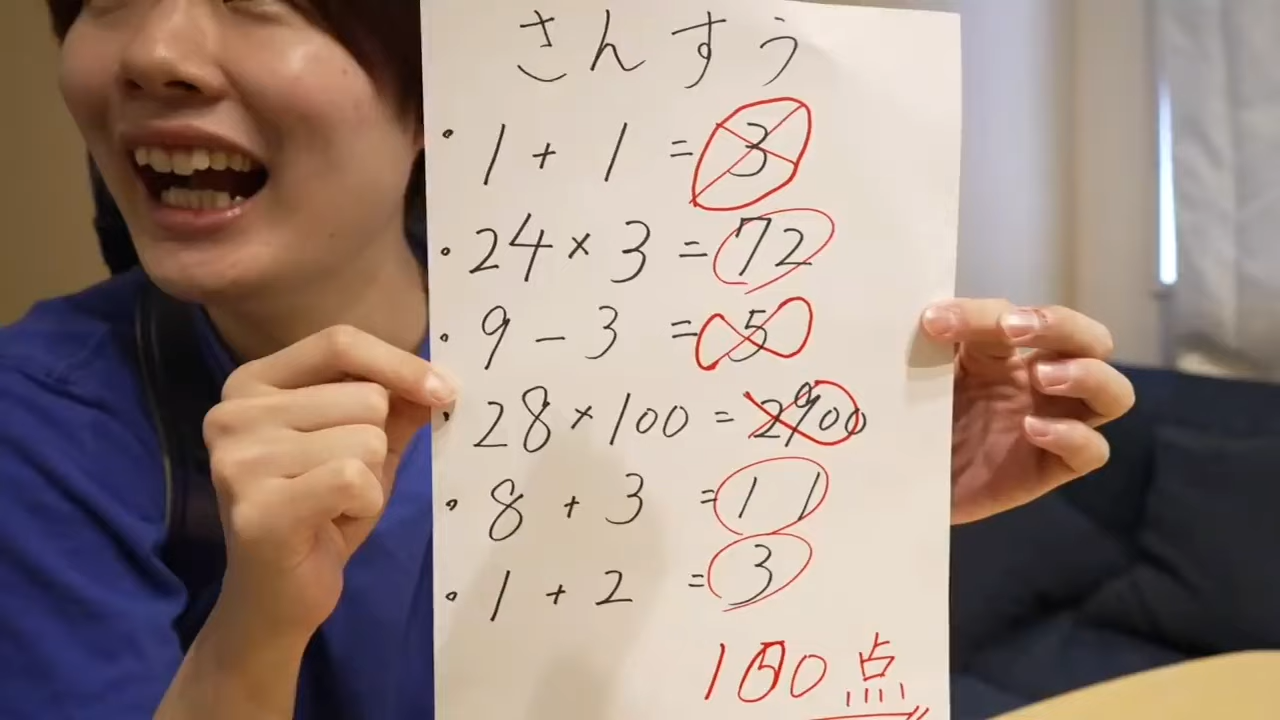 さんすう
・1 + 1 = 3
・24 × 3 = 72
・9 − 3 = 5
・28 × 100 = 2900
・8 + 3 = 11
・1 + 2 = 3
100点